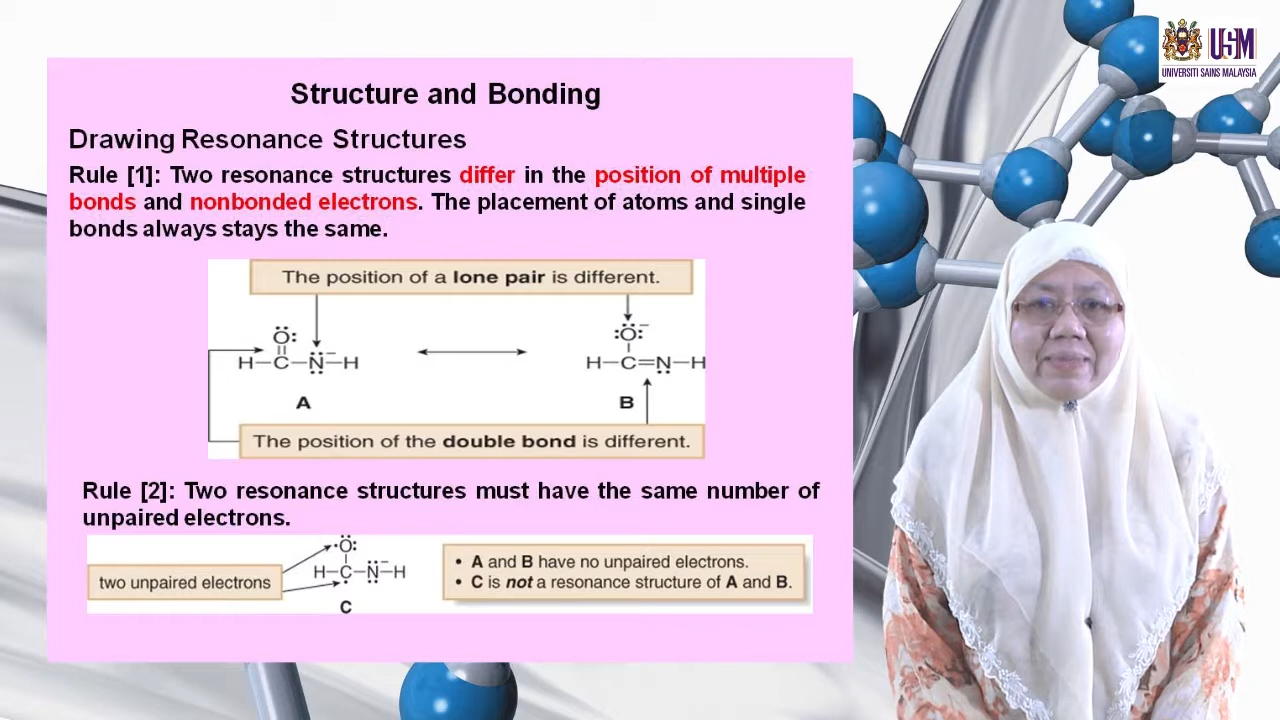 USM
UNIVERSITI SAINS MALAYSIA
Structure and Bonding
Drawing Resonance Structures
Rule [1]: Two resonance structures differ in the position of multiple
bonds and nonbonded electrons. The placement of atoms and single
bonds always stays the same.
The position of a lone pair is different.
:Ö: :Ö:⁻
H–C–N̈⁻–H H–C=N–H
A B
The position of the double bond is different.
Rule [2]: Two resonance structures must have the same number of
unpaired electrons.
·Ö:
H–C–N̈⁻–H
two unpaired electrons
C
• A and B have no unpaired electrons.
• C is not a resonance structure of A and B.